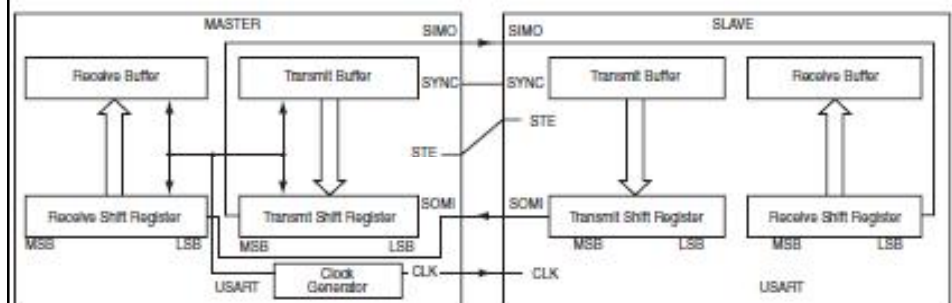 MASTER
SIMO
SIMO
SLAVE
Receive Buffer
Transmit Buffer
SYNC
SYNC
Transmit Buffer
Receive Buffer
STE
STE
Receive Shift Register
Transmit Shift Register
SOMI
SOMI
Transmit Shift Register
Receive Shift Register
MSB
LSB
MSB
LSB
MSB
LSB
MSB
LSB
USART
Clock
Generator
CLK
CLK
USART